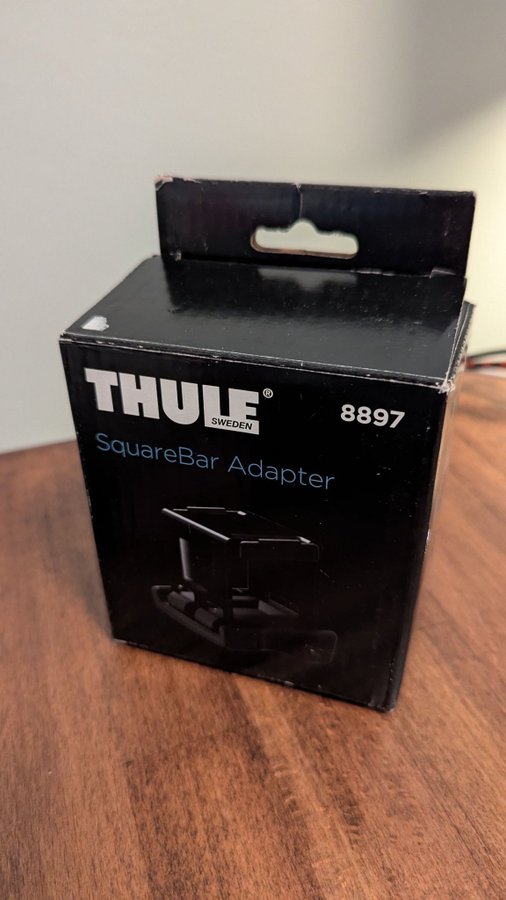 THULE®
SWEDEN
8897
SquareBar Adapter